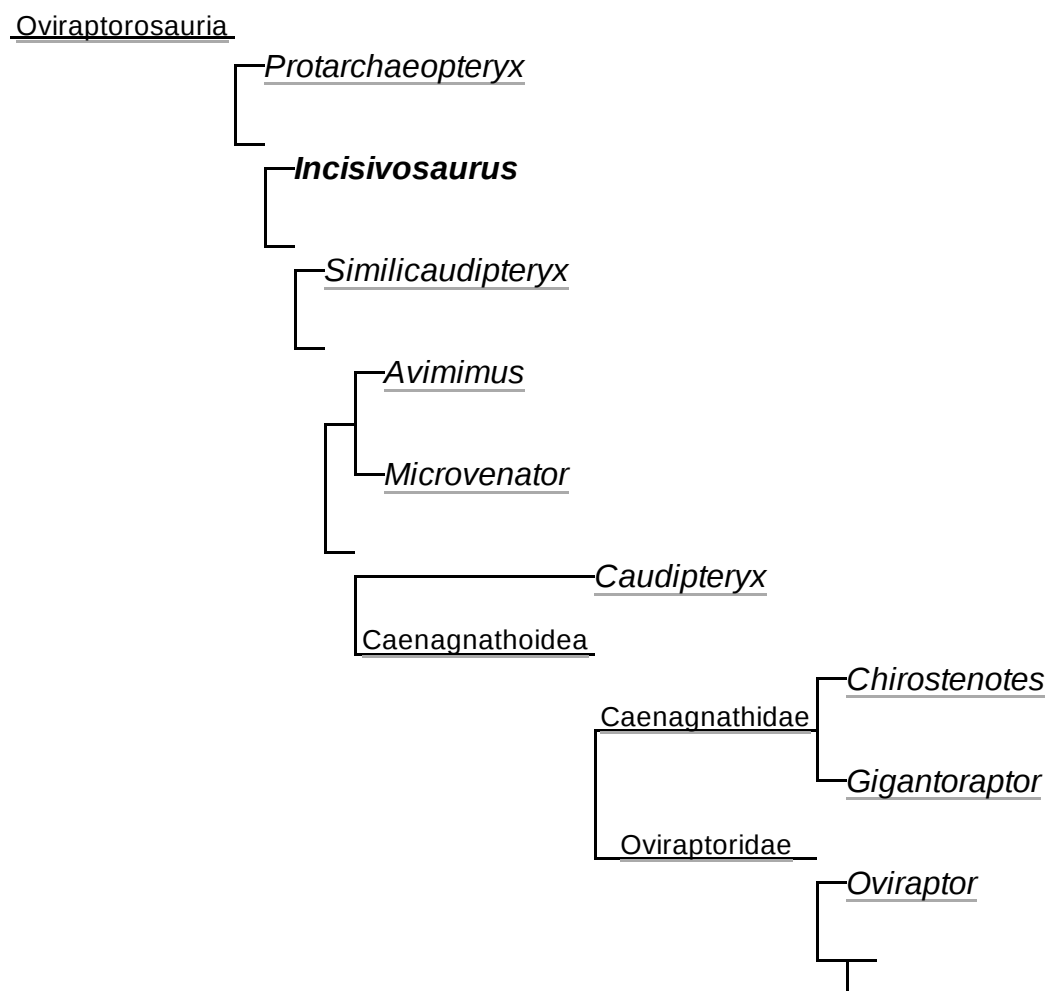 Oviraptorosauria
Protarchaeopteryx
Incisivosaurus
Similicaudipteryx
Avimimus
Microvenator
Caudipteryx
Caenagnathoidea
Chirostenotes
Caenagnathidae
Gigantoraptor
Oviraptoridae
Oviraptor